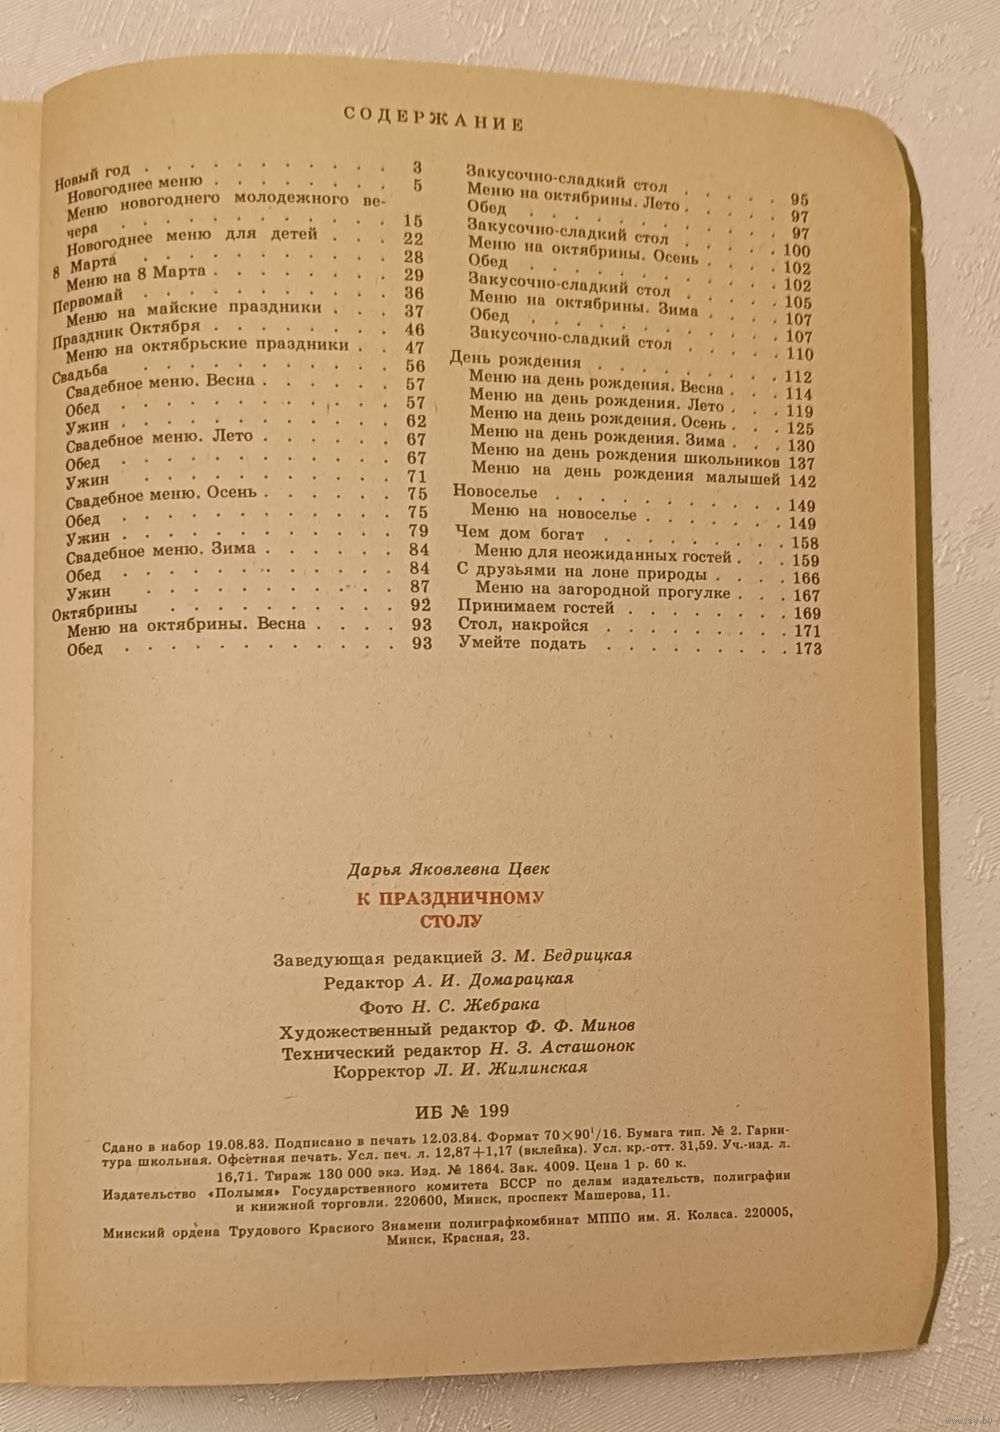 СОДЕРЖАНИЕ
Новый год . . . . . . . . . . . 3
Новогоднее меню . . . . . . . . 5
Меню новогоднего молодежного ве-
чера . . . . . . . . . . . 15
Новогоднее меню для детей . . . 22
8 Марта . . . . . . . . . . . 28
Меню на 8 Марта . . . . . . . . 29
Первомай . . . . . . . . . . . 36
Меню на майские праздники . . . 37
Праздник Октября . . . . . . . . 46
Меню на октябрьские праздники . . 47
Свадьба . . . . . . . . . . . 56
Свадебное меню. Весна . . . . . 57
Обед . . . . . . . . . . . 57
Ужин . . . . . . . . . . . 62
Свадебное меню. Лето . . . . . 67
Обед . . . . . . . . . . . 67
Ужин . . . . . . . . . . . 71
Свадебное меню. Осень . . . . . 75
Обед . . . . . . . . . . . 75
Ужин . . . . . . . . . . . 79
Свадебное меню. Зима . . . . . 84
Обед . . . . . . . . . . . 84
Ужин . . . . . . . . . . . 87
Октябрины . . . . . . . . . . 92
Меню на октябрины. Весна . . . . 93
Обед . . . . . . . . . . . 93
Закусочно-сладкий стол . . . . 95
Меню на октябрины. Лето . . . . 97
Обед . . . . . . . . . . 97
Закусочно-сладкий стол . . . . 100
Меню на октябрины. Осень . . . . 102
Обед . . . . . . . . . . 102
Закусочно-сладкий стол . . . . 105
Меню на октябрины. Зима . . . . 107
Обед . . . . . . . . . . 107
Закусочно-сладкий стол . . . . 110
День рождения . . . . . . . . 112
Меню на день рождения. Весна . . . 114
Меню на день рождения. Лето . . . 119
Меню на день рождения. Осень . . . 125
Меню на день рождения. Зима . . . 130
Меню на день рождения школьников 137
Меню на день рождения малышей 142
Новоселье . . . . . . . . . 149
Меню на новоселье . . . . . . 149
Чем дом богат . . . . . . . . 158
Меню для неожиданных гостей . . . 159
С друзьями на лоне природы . . . . 166
Меню на загородной прогулке . . . 167
Принимаем гостей . . . . . . . 169
Стол, накройся . . . . . . . . 171
Умейте подать . . . . . . . . 173
Дарья Яковлевна Цвек
К ПРАЗДНИЧНОМУ
СТОЛУ
Заведующая редакцией З. М. Бедрицкая
Редактор А. И. Домарацкая
Фото Н. С. Жебрака
Художественный редактор Ф. Ф. Минов
Технический редактор Н. З. Асташонок
Корректор Л. И. Жилинская
ИБ № 199
Сдано в набор 19.08.83. Подписано в печать 12.03.84. Формат 70×90¹/16. Бумага тип. № 2. Гарни-
тура школьная. Офсетная печать. Усл. печ. л. 12,87+1,17 (вклейка). Усл. кр.-отт. 31,59. Уч.-изд. л.
16,71. Тираж 130 000 экз. Изд. № 1864. Зак. 4009. Цена 1 р. 60 к.
Издательство «Полымя» Государственного комитета БССР по делам издательств, полиграфии
и книжной торговли. 220600, Минск, проспект Машерова, 11.
Минский ордена Трудового Красного Знамени полиграфкомбинат МППО им. Я. Коласа. 220005,
Минск, Красная, 23.
www.ay.by